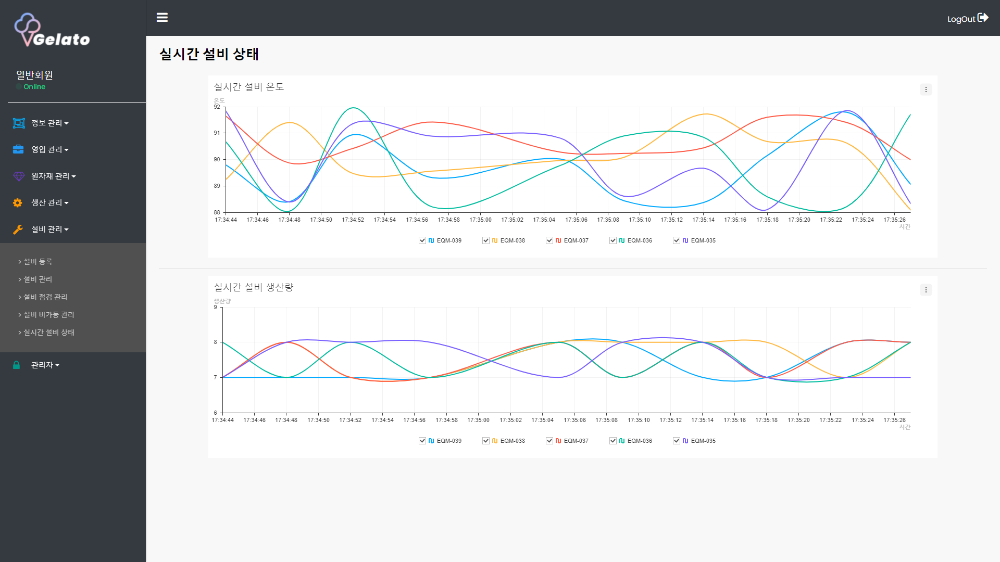 Gelato
LogOut
일반회원
Online
정보 관리
영업 관리
원자재 관리
생산 관리
설비 관리
> 설비 등록
> 설비 관리
> 설비 점검 관리
> 설비 비가동 관리
> 실시간 설비 상태
관리자
실시간 설비 상태
실시간 설비 온도
온도
92
91
90
89
88
17:34:44 17:34:46 17:34:48 17:34:50 17:34:52 17:34:54 17:34:56 17:34:58 17:35:00 17:35:02 17:35:04 17:35:06 17:35:08 17:35:10 17:35:12 17:35:14 17:35:16 17:35:18 17:35:20 17:35:22 17:35:24 17:35:26
시간
EQM-039 EQM-038 EQM-037 EQM-036 EQM-035
실시간 설비 생산량
생산량
9
8
7
6
17:34:44 17:34:46 17:34:48 17:34:50 17:34:52 17:34:54 17:34:56 17:34:58 17:35:00 17:35:02 17:35:04 17:35:06 17:35:08 17:35:10 17:35:12 17:35:14 17:35:16 17:35:18 17:35:20 17:35:22 17:35:24 17:35:26
시간
EQM-039 EQM-038 EQM-037 EQM-036 EQM-035